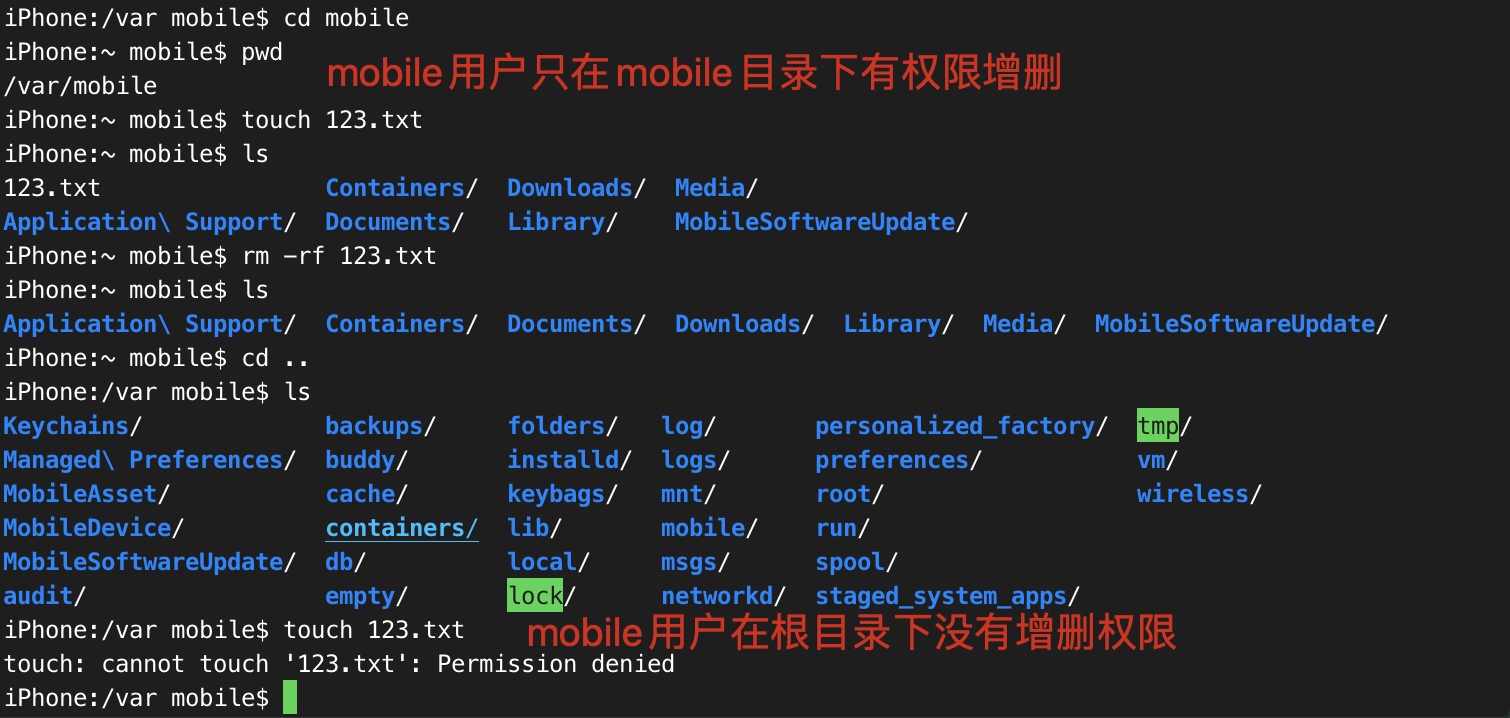 iPhone:/var mobile$ cd mobile
iPhone:~ mobile$ pwd
mobile用户只在mobile目录下有权限增删
/var/mobile
iPhone:~ mobile$ touch 123.txt
iPhone:~ mobile$ ls
123.txt Containers/ Downloads/ Media/
Application\ Support/ Documents/ Library/ MobileSoftwareUpdate/
iPhone:~ mobile$ rm -rf 123.txt
iPhone:~ mobile$ ls
Application\ Support/ Containers/ Documents/ Downloads/ Library/ Media/ MobileSoftwareUpdate/
iPhone:~ mobile$ cd ..
iPhone:/var mobile$ ls
Keychains/ backups/ folders/ log/ personalized_factory/ tmp/
Managed\ Preferences/ buddy/ installd/ logs/ preferences/ vm/
MobileAsset/ cache/ keybags/ mnt/ root/ wireless/
MobileDevice/ containers/ lib/ mobile/ run/
MobileSoftwareUpdate/ db/ local/ msgs/ spool/
audit/ empty/ lock/ networkd/ staged_system_apps/
iPhone:/var mobile$ touch 123.txt
mobile用户在根目录下没有增删权限
touch: cannot touch '123.txt': Permission denied
iPhone:/var mobile$